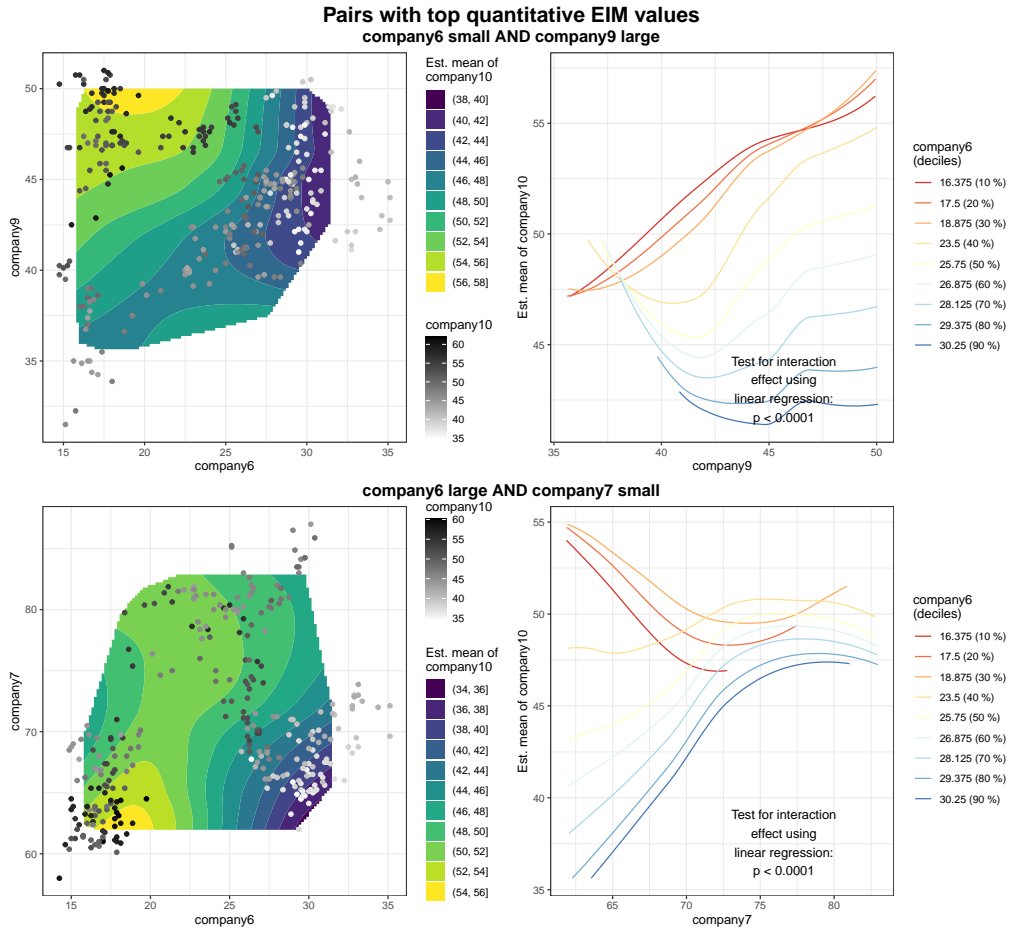 Pairs with top quantitative EIM values
company6 small AND company9 large
Est. mean of
company10
(38, 40]
(40, 42]
(42, 44]
(44, 46]
(46, 48]
(48, 50]
(50, 52]
(52, 54]
(54, 56]
(56, 58]
company10
60
55
50
45
40
35
50
45
40
35
company9
15
20
25
30
35
company6
55
50
45
Est. mean of company10
35
40
45
50
company9
Test for interaction
effect using
linear regression:
p < 0.0001
company6
(deciles)
16.375 (10 %)
17.5 (20 %)
18.875 (30 %)
23.5 (40 %)
25.75 (50 %)
26.875 (60 %)
28.125 (70 %)
29.375 (80 %)
30.25 (90 %)
company6 large AND company7 small
company10
60
55
50
45
40
35
Est. mean of
company10
(34, 36]
(36, 38]
(38, 40]
(40, 42]
(42, 44]
(44, 46]
(46, 48]
(48, 50]
(50, 52]
(52, 54]
(54, 56]
80
70
60
company7
15
20
25
30
35
company6
55
50
45
40
35
Est. mean of company10
65
70
75
80
company7
Test for interaction
effect using
linear regression:
p < 0.0001
company6
(deciles)
16.375 (10 %)
17.5 (20 %)
18.875 (30 %)
23.5 (40 %)
25.75 (50 %)
26.875 (60 %)
28.125 (70 %)
29.375 (80 %)
30.25 (90 %)